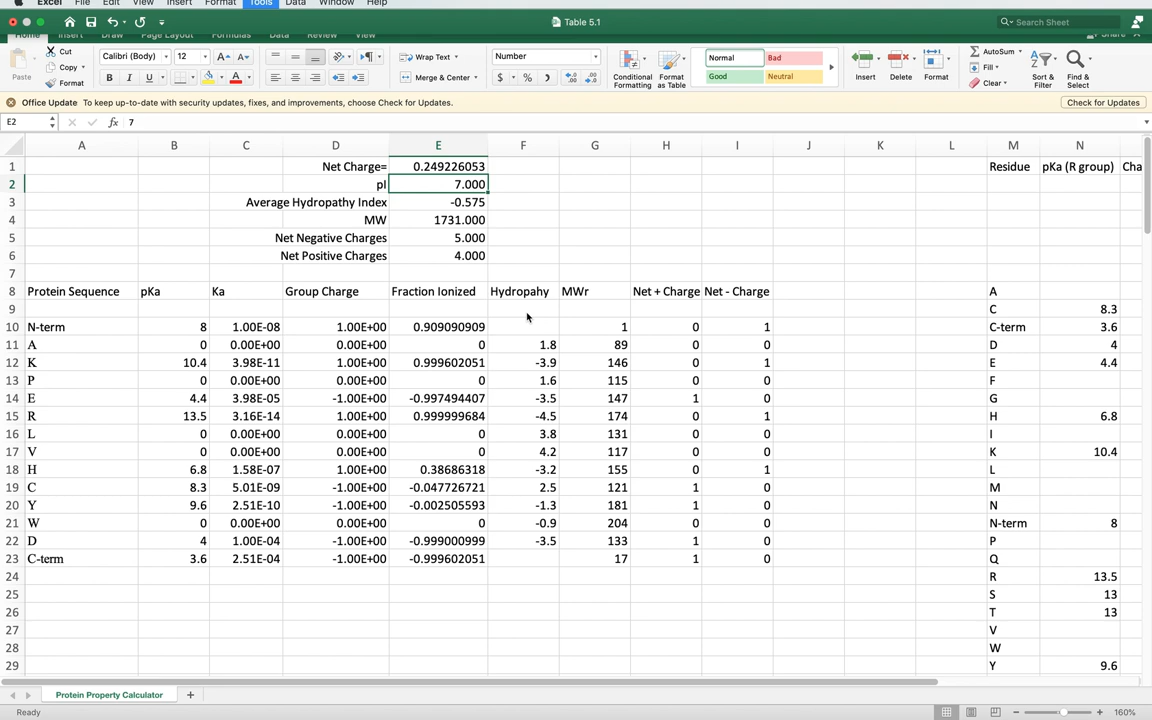 Excel File Edit View Insert Format Tools Data Window Help
Table 5.1
Search Sheet
Home Insert Draw Page Layout Formulas Data Review View Share
Paste Cut Copy Format
Calibri (Body) 12 A A
B I U A
Wrap Text
Merge & Center
Number
$ % )
Conditional Formatting
Format as Table
Normal Bad
Good Neutral
Insert Delete Format
AutoSum
Fill
Clear
Sort & Filter
Find & Select
Office Update To keep up-to-date with security updates, fixes, and improvements, choose Check for Updates. Check for Updates
E2 fx 7
A B C D E F G H I J K L M N
1 Net Charge= 0.249226053 Residue pKa (R group) Cha
2 pI 7.000
3 Average Hydropathy Index -0.575
4 MW 1731.000
5 Net Negative Charges 5.000
6 Net Positive Charges 4.000
7
8 Protein Sequence pKa Ka Group Charge Fraction Ionized Hydropahy MWr Net + Charge Net - Charge A
9 C 8.3
10 N-term 8 1.00E-08 1.00E+00 0.909090909 1 0 1 C-term 3.6
11 A 0 0.00E+00 0.00E+00 0 1.8 89 0 0 D 4
12 K 10.4 3.98E-11 1.00E+00 0.999602051 -3.9 146 0 1 E 4.4
13 P 0 0.00E+00 0.00E+00 0 1.6 115 0 0 F
14 E 4.4 3.98E-05 -1.00E+00 -0.997494407 -3.5 147 1 0 G
15 R 13.5 3.16E-14 1.00E+00 0.999999684 -4.5 174 0 1 H 6.8
16 L 0 0.00E+00 0.00E+00 0 3.8 131 0 0 I
17 V 0 0.00E+00 0.00E+00 0 4.2 117 0 0 K 10.4
18 H 6.8 1.58E-07 1.00E+00 0.38686318 -3.2 155 0 1 L
19 C 8.3 5.01E-09 -1.00E+00 -0.047726721 2.5 121 1 0 M
20 Y 9.6 2.51E-10 -1.00E+00 -0.002505593 -1.3 181 1 0 N
21 W 0 0.00E+00 0.00E+00 0 -0.9 204 0 0 N-term 8
22 D 4 1.00E-04 -1.00E+00 -0.999000999 -3.5 133 1 0 P
23 C-term 3.6 2.51E-04 -1.00E+00 -0.999602051 17 1 0 Q
24 R 13.5
25 S 13
26 T 13
27 V
28 W
29 Y 9.6
Protein Property Calculator +
Ready 160%